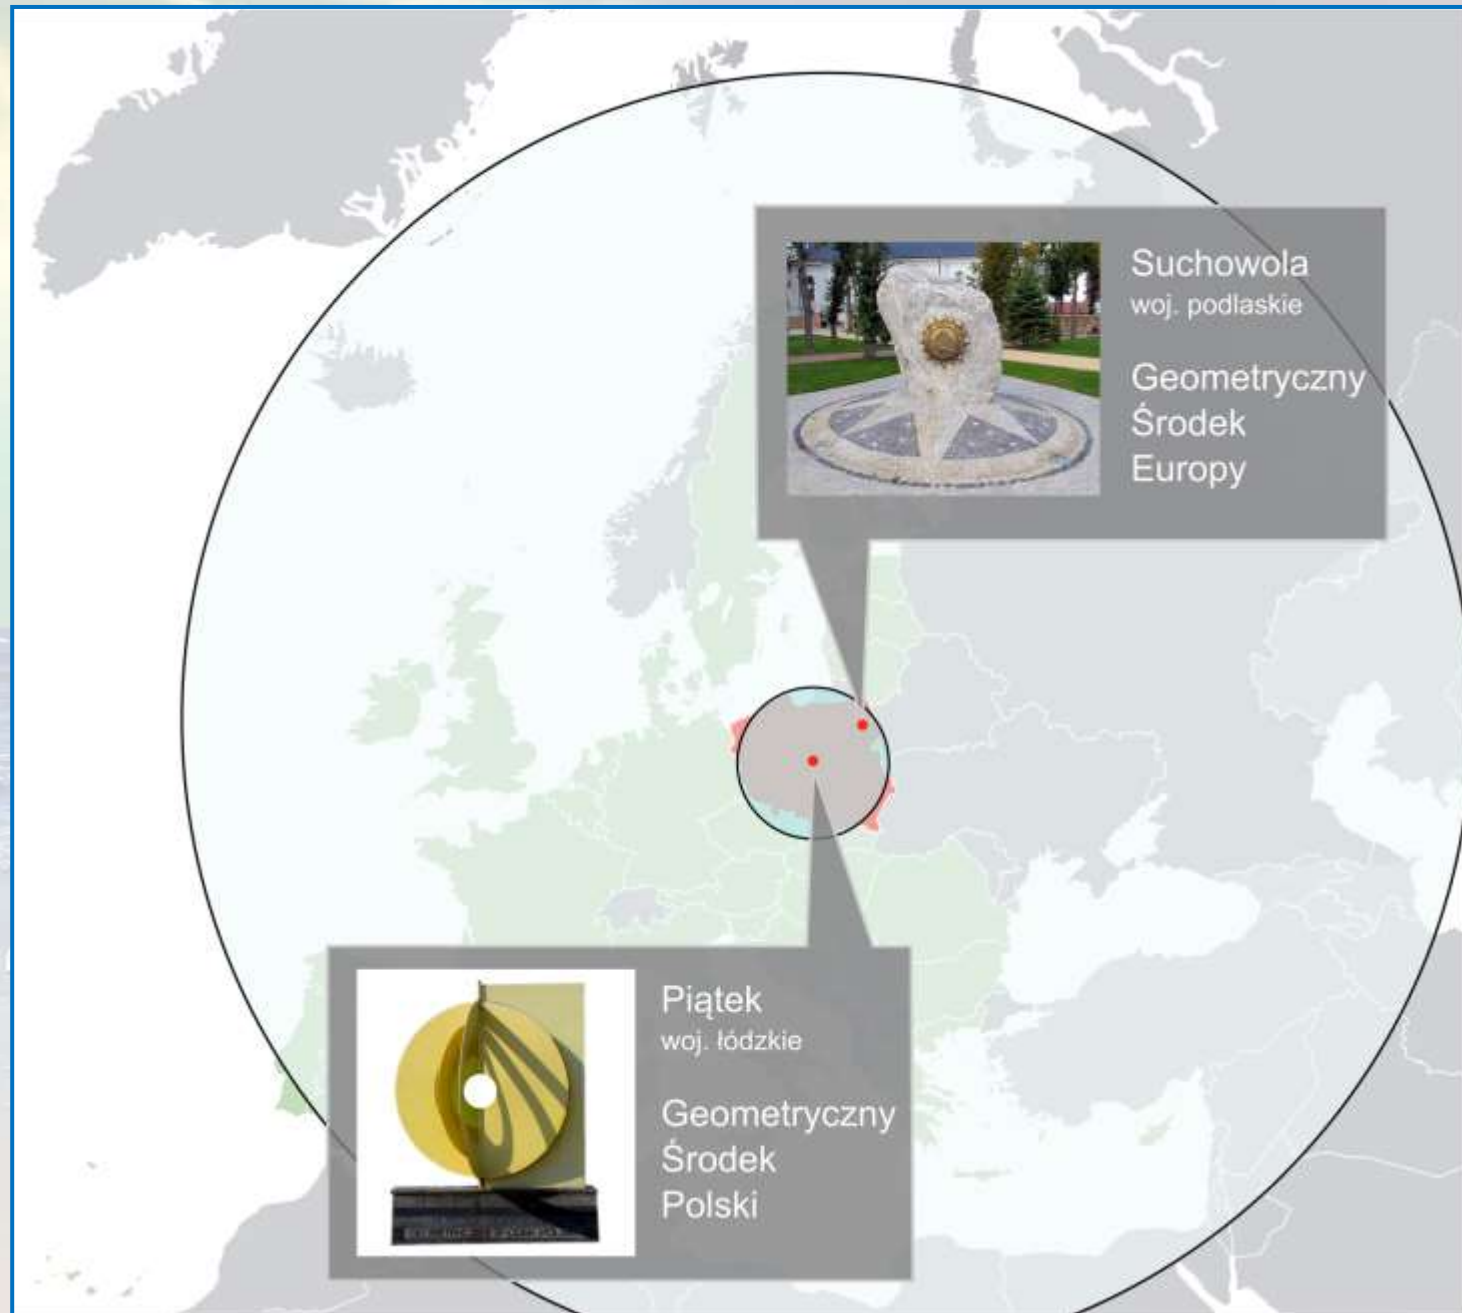 Suchowola
woj. podlaskie
Geometryczny
Środek
Europy
Piątek
woj. łódzkie
Geometryczny
Środek
Polski